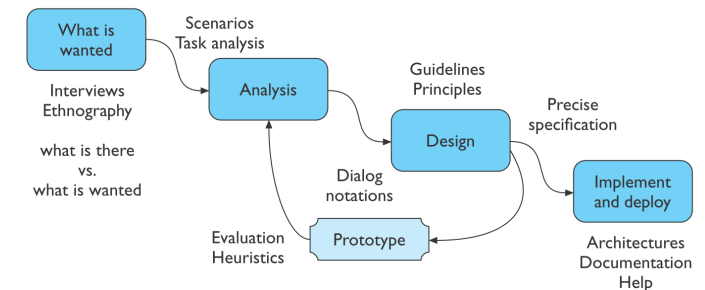 What is
wanted
Scenarios
Task analysis
Interviews
Ethnography
what is there
vs.
what is wanted
Analysis
Guidelines
Principles
Design
Precise
specification
Dialog
notations
Implement
and deploy
Evaluation
Heuristics
Prototype
Architectures
Documentation
Help